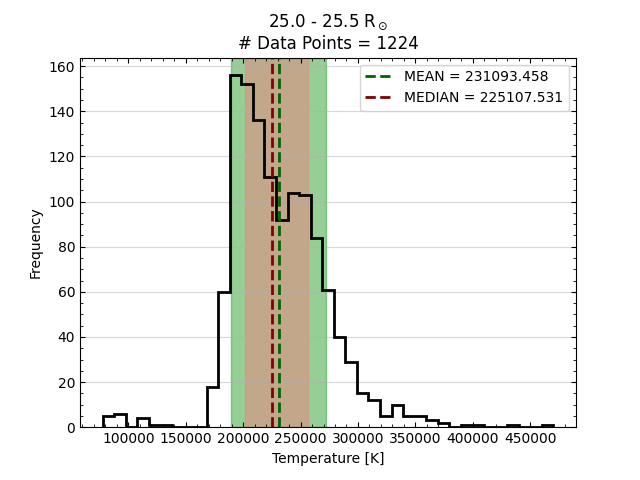 25.0 - 25.5 R⊙
# Data Points = 1224
MEAN = 231093.458
MEDIAN = 225107.531
160
140
120
100
80
60
40
20
0
Frequency
100000 150000 200000 250000 300000 350000 400000 450000
Temperature [K]